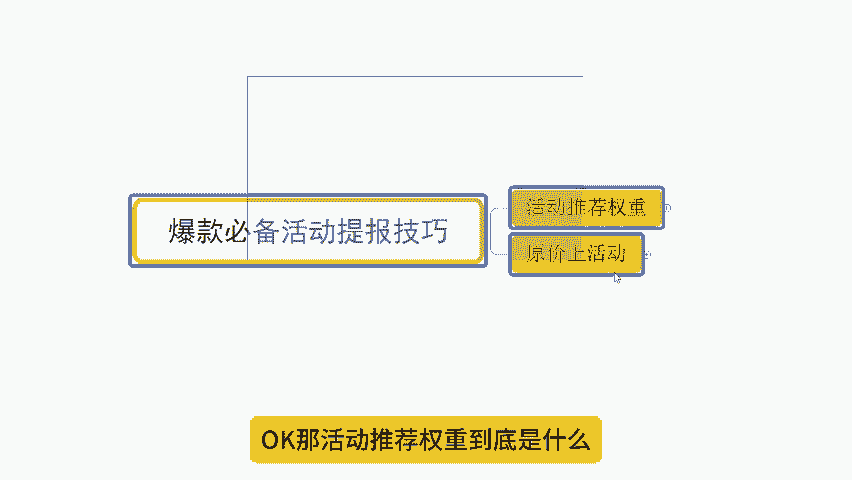 爆款必备活动提报技巧
活动推荐权重
原价上活动
OK那活动推荐权重到底是什么